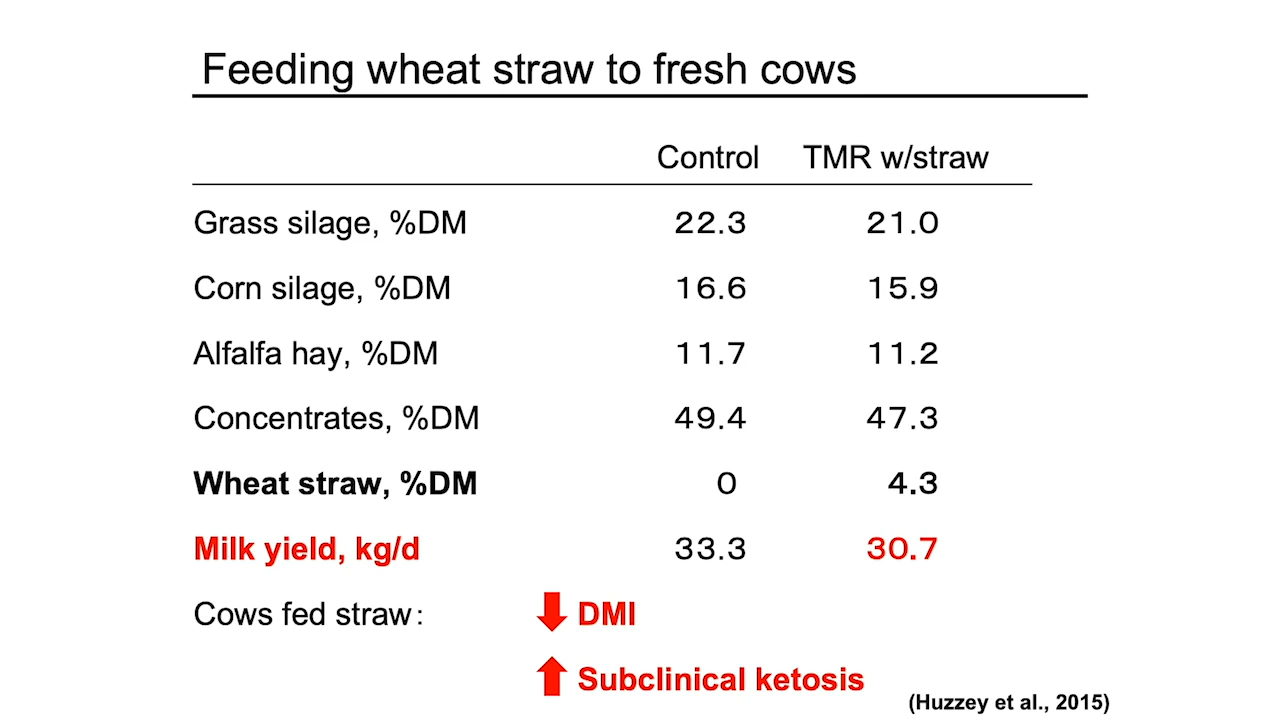 Feeding wheat straw to fresh cows
Control TMR w/straw
Grass silage, %DM 22.3 21.0
Corn silage, %DM 16.6 15.9
Alfalfa hay, %DM 11.7 11.2
Concentrates, %DM 49.4 47.3
Wheat straw, %DM 0 4.3
Milk yield, kg/d 33.3 30.7
Cows fed straw: DMI
Subclinical ketosis
(Huzzey et al., 2015)